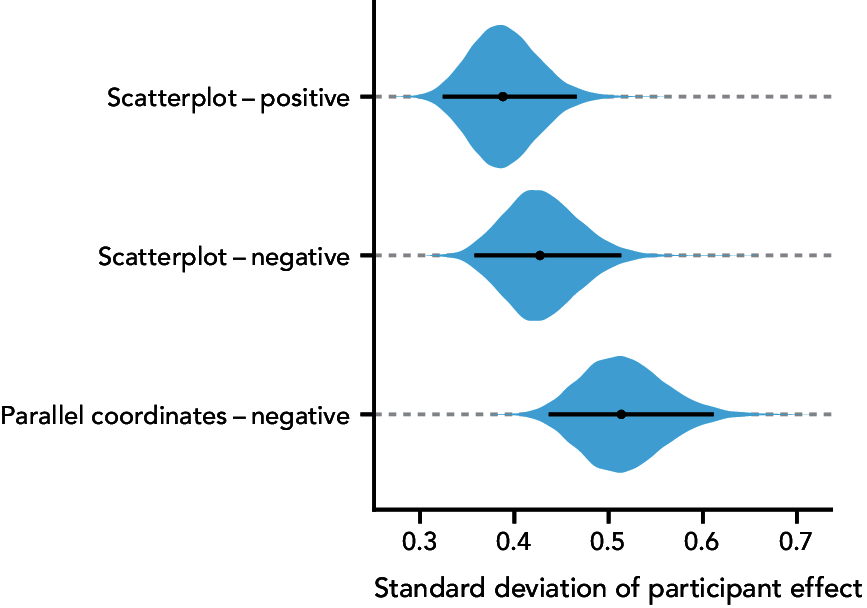 Scatterplot – positive
Scatterplot – negative
Parallel coordinates – negative
0.3 0.4 0.5 0.6 0.7
Standard deviation of participant effect